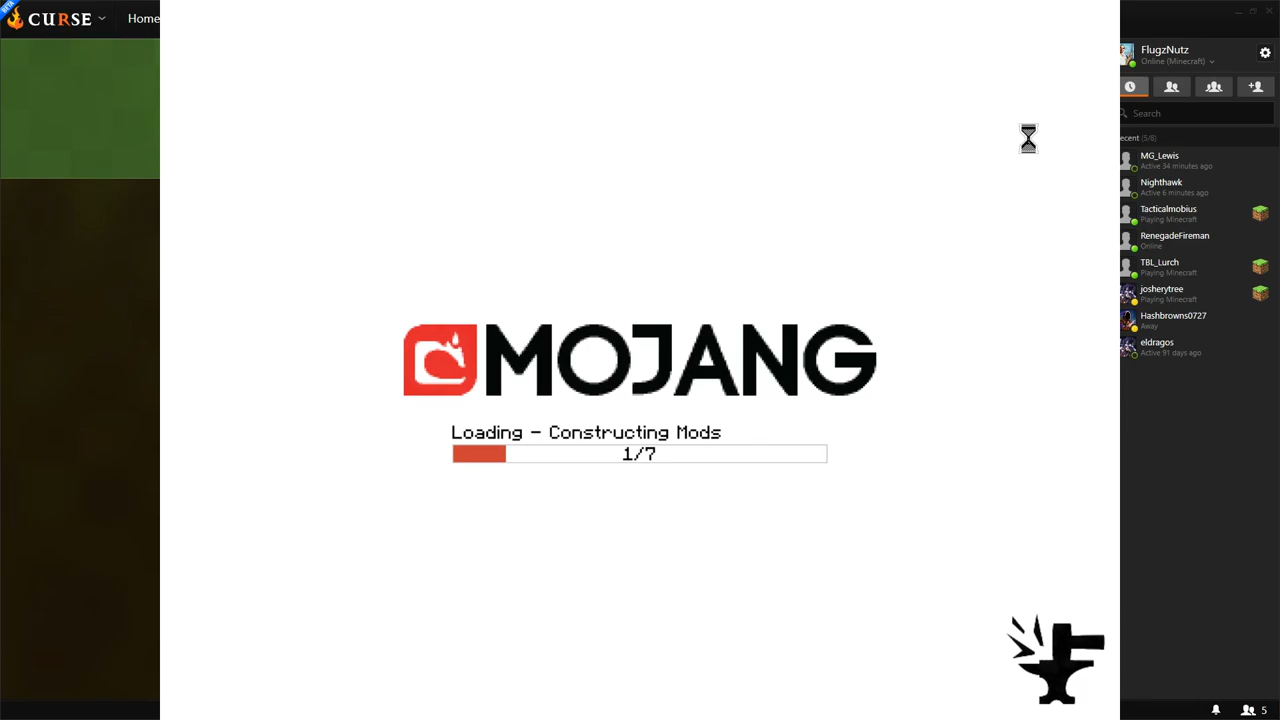 BETA
CURSE
Home
MOJANG
Loading - Constructing Mods
1/7
FlugzNutz
Online (Minecraft)
Search
ecent (5/8)
MG_Lewis
Active 34 minutes ago
Nighthawk
Active 6 minutes ago
Tacticalmobius
Playing Minecraft
RenegadeFireman
Online
TBL_Lurch
Playing Minecraft
josherytree
Playing Minecraft
Hashbrowns0727
Away
eldragos
Active 91 days ago
5